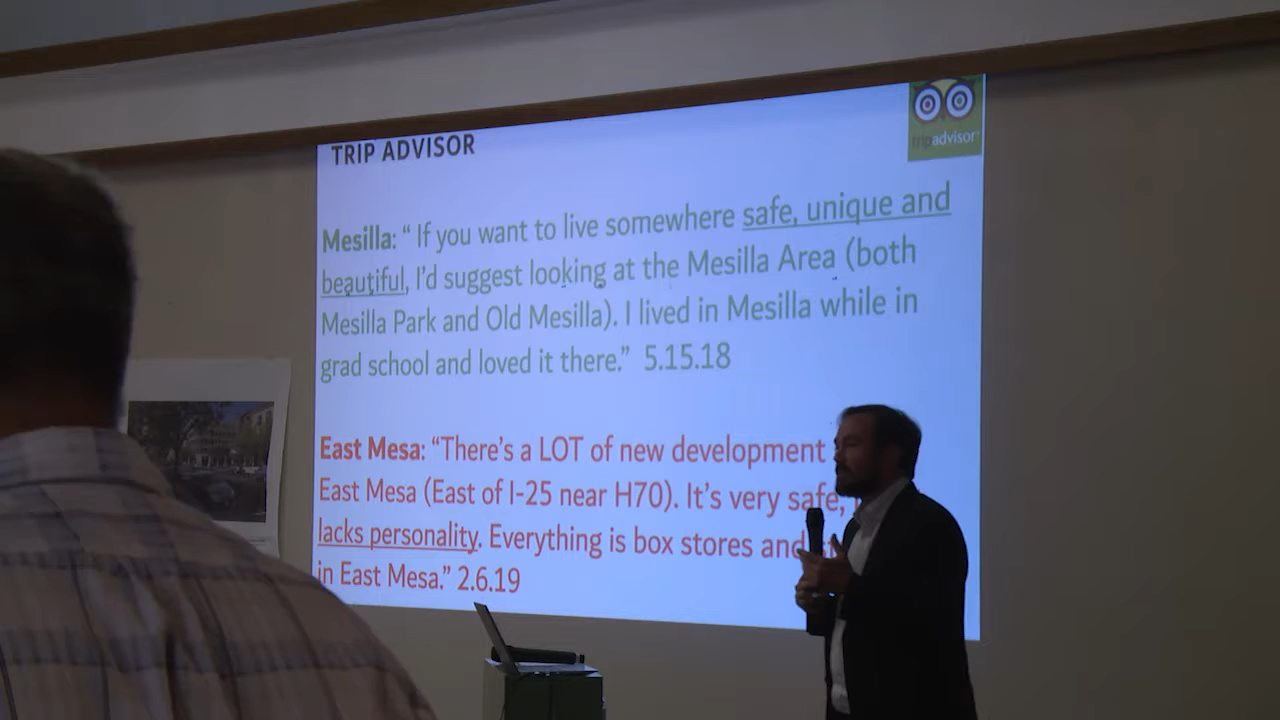 TRIP ADVISOR
tripadvisor
Mesilla: “ If you want to live somewhere safe, unique and
beautiful, I’d suggest looking at the Mesilla Area (both
Mesilla Park and Old Mesilla). I lived in Mesilla while in
grad school and loved it there.” 5.15.18
East Mesa: “There’s a LOT of new development
East Mesa (East of I-25 near H70). It’s very safe,
lacks personality. Everything is box stores and
in East Mesa.” 2.6.19